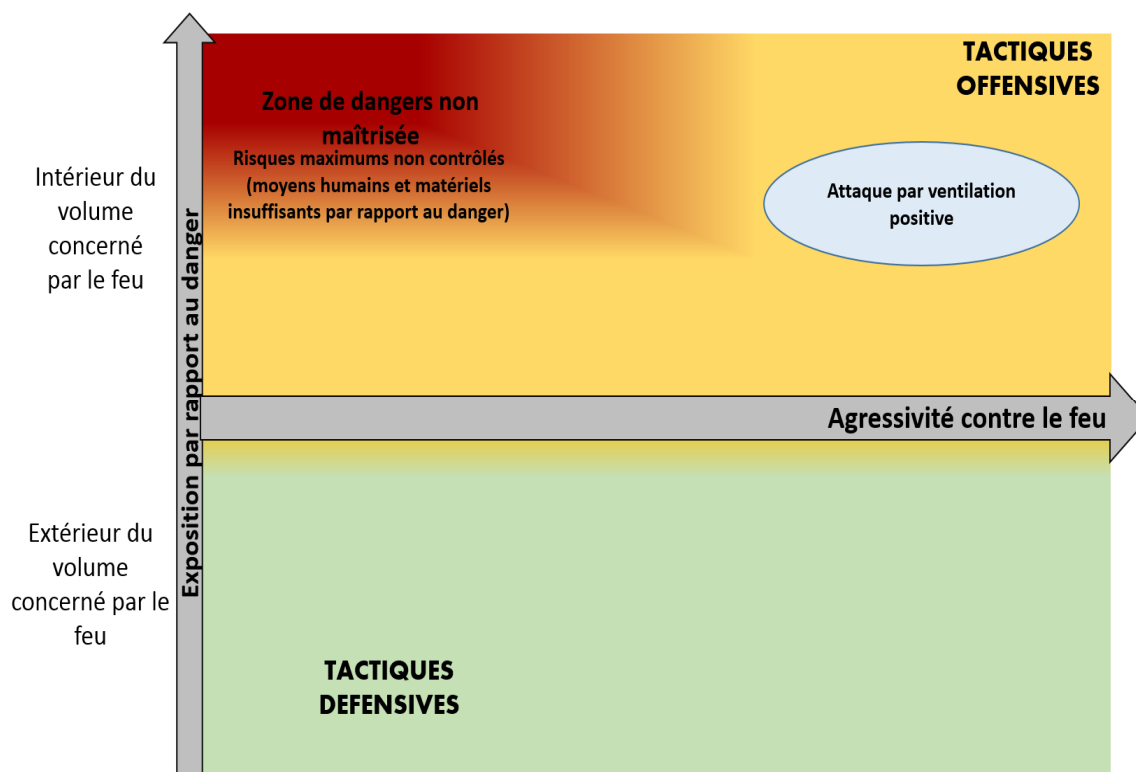 TACTIQUES
OFFENSIVES
Zone de dangers non
maîtrisée
Risques maximums non contrôlés
(moyens humains et matériels
insuffisants par rapport au danger)
Attaque par ventilation
positive
Intérieur du
volume
concerné
par le feu
Exposition par rapport au danger
Agressivité contre le feu
Extérieur du
volume
concerné par le
feu
TACTIQUES
DEFENSIVES